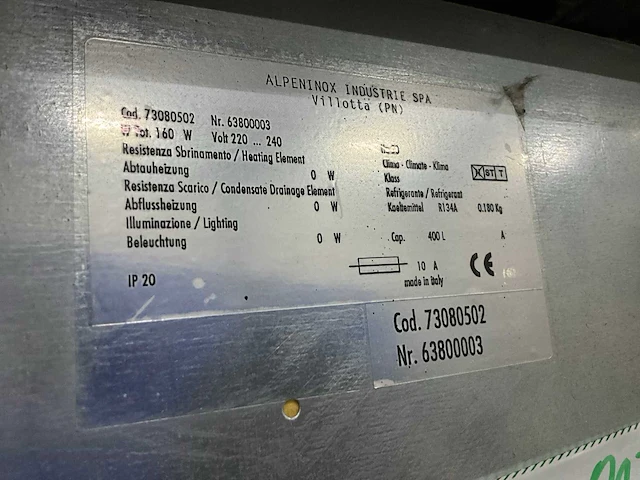 ALPENINOX INDUSTRIE SPA
Villotta (PN)
Cod. 73080502 Nr. 63800003
W Tot. 160 W Volt 220 ... 240
Resistenza Sbrinamento / Heating Element
Abtauheizung 0 W
Resistenza Scarico / Condensate Drainage Element
Abflussheizung 0 W
Illuminazione / Lighting
Beleuchtung 0 W
IP 20
Clima - Climate - Klima
Klass X ST T
Refrigerante / Refrigerant
Kaeltemittel R134A 0.180 Kg
Cap. 400 L A
10 A CE
made in italy
Cod. 73080502
Nr. 63800003